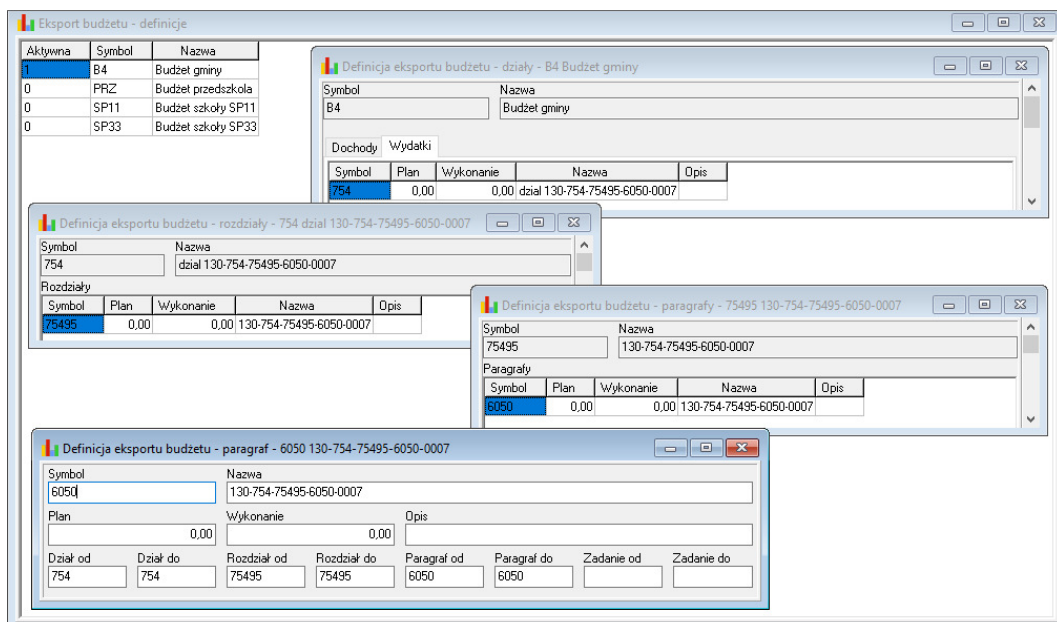 Eksport budżetu - definicje
Aktywna Symbol Nazwa
1 B4 Budżet gminy
0 PRZ Budżet przedszkola
0 SP11 Budżet szkoły SP11
0 SP33 Budżet szkoły SP33
Definicja eksportu budżetu - działy - B4 Budżet gminy
Symbol Nazwa
B4 Budżet gminy
Dochody Wydatki
Symbol Plan Wykonanie Nazwa Opis
754 0,00 0,00 dzial 130-754-75495-6050-0007
Definicja eksportu budżetu - rozdziały - 754 dzial 130-754-75495-6050-0007
Symbol Nazwa
754 dzial 130-754-75495-6050-0007
Rozdziały
Symbol Plan Wykonanie Nazwa Opis
75495 0,00 0,00 130-754-75495-6050-0007
Definicja eksportu budżetu - paragrafy - 75495 130-754-75495-6050-0007
Symbol Nazwa
75495 130-754-75495-6050-0007
Paragrafy
Symbol Plan Wykonanie Nazwa Opis
6050 0,00 0,00 130-754-75495-6050-0007
Definicja eksportu budżetu - paragraf - 6050 130-754-75495-6050-0007
Symbol Nazwa
6050 130-754-75495-6050-0007
Plan Wykonanie Opis
0,00 0,00
Dział od Dział do Rozdział od Rozdział do Paragraf od Paragraf do Zadanie od Zadanie do
754 754 75495 75495 6050 6050